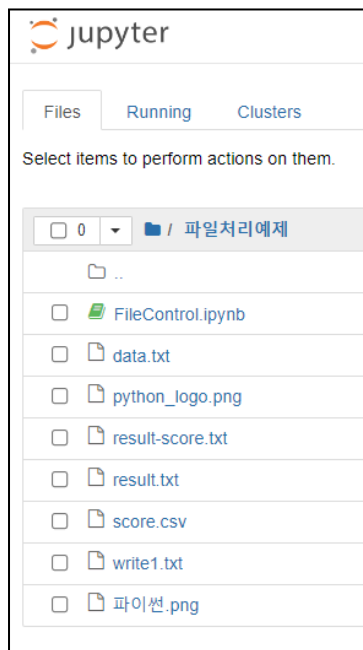 jupyter
Files Running Clusters
Select items to perform actions on them.
0 / 파일처리예제
..
FileControl.ipynb
data.txt
python_logo.png
result-score.txt
result.txt
score.csv
write1.txt
파이썬.png